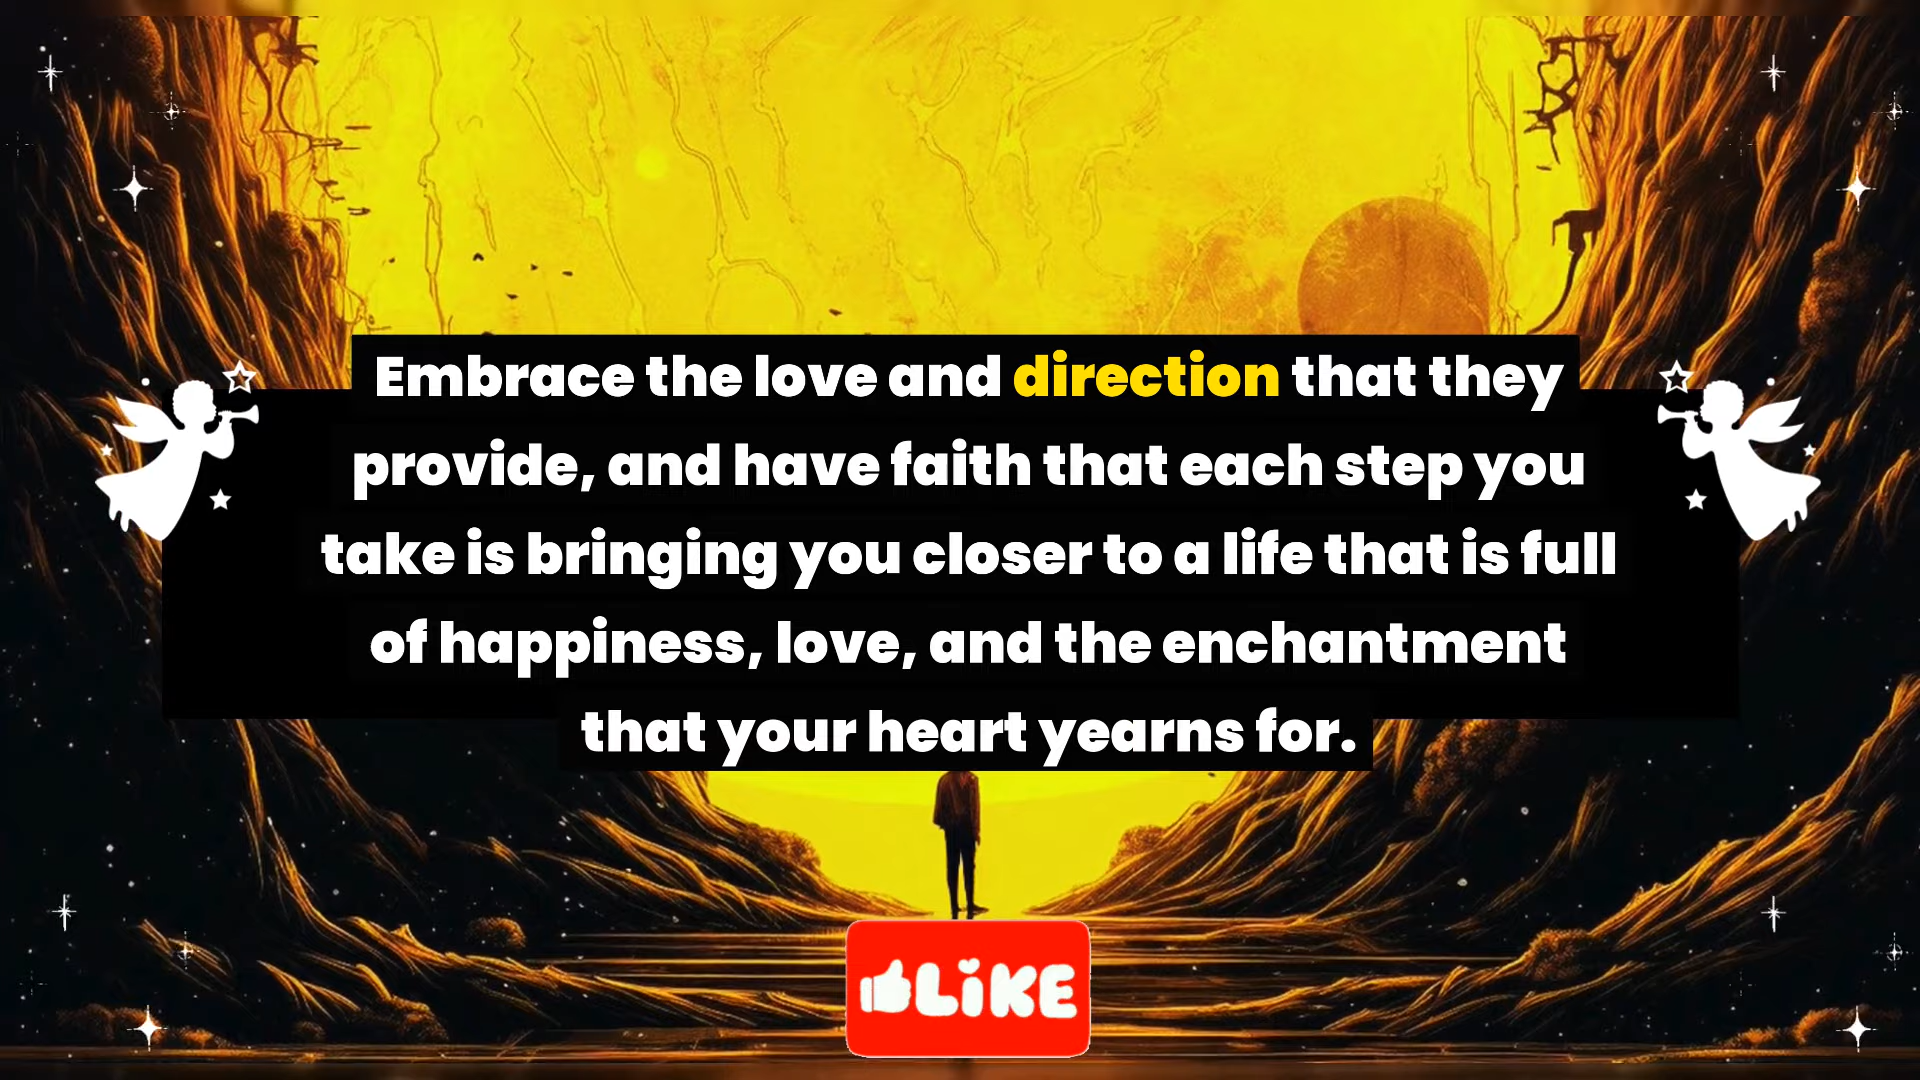 Embrace the love and direction that they
provide, and have faith that each step you
take is bringing you closer to a life that is full
of happiness, love, and the enchantment
that your heart yearns for.
LiKE